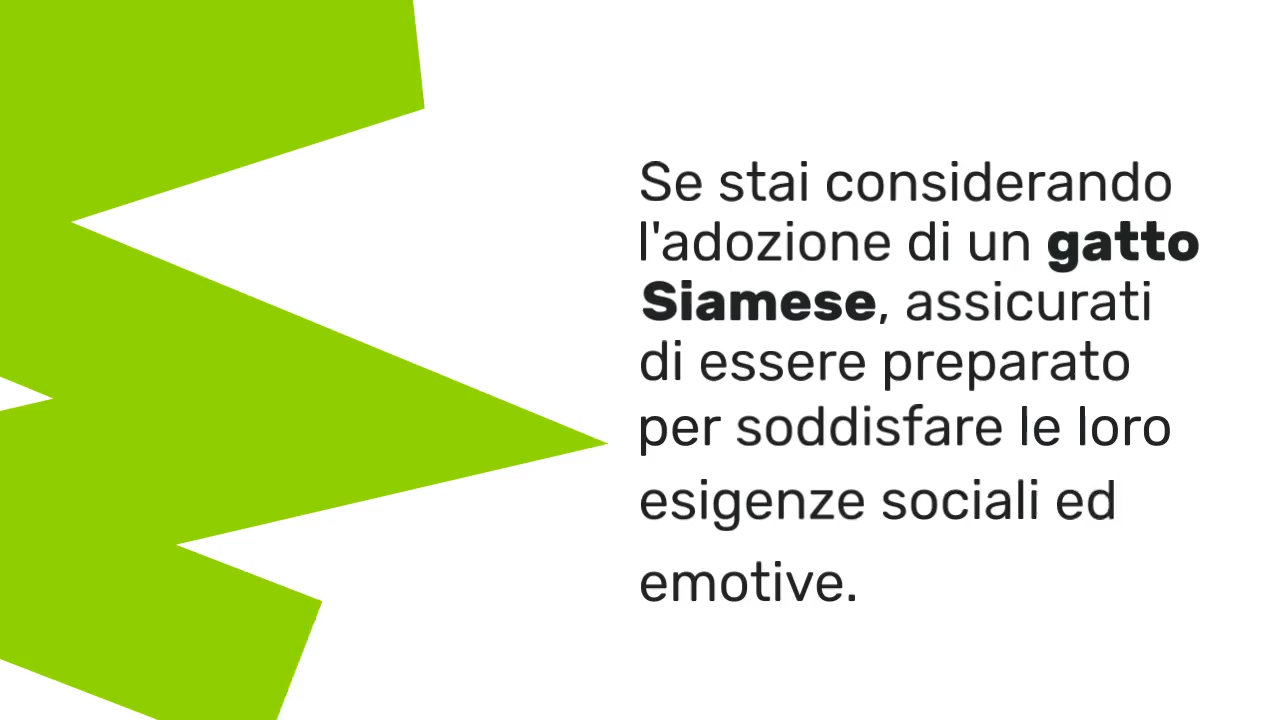 Se stai considerando
l'adozione di un gatto
Siamese, assicurati
di essere preparato
per soddisfare le loro
esigenze sociali ed
emotive.